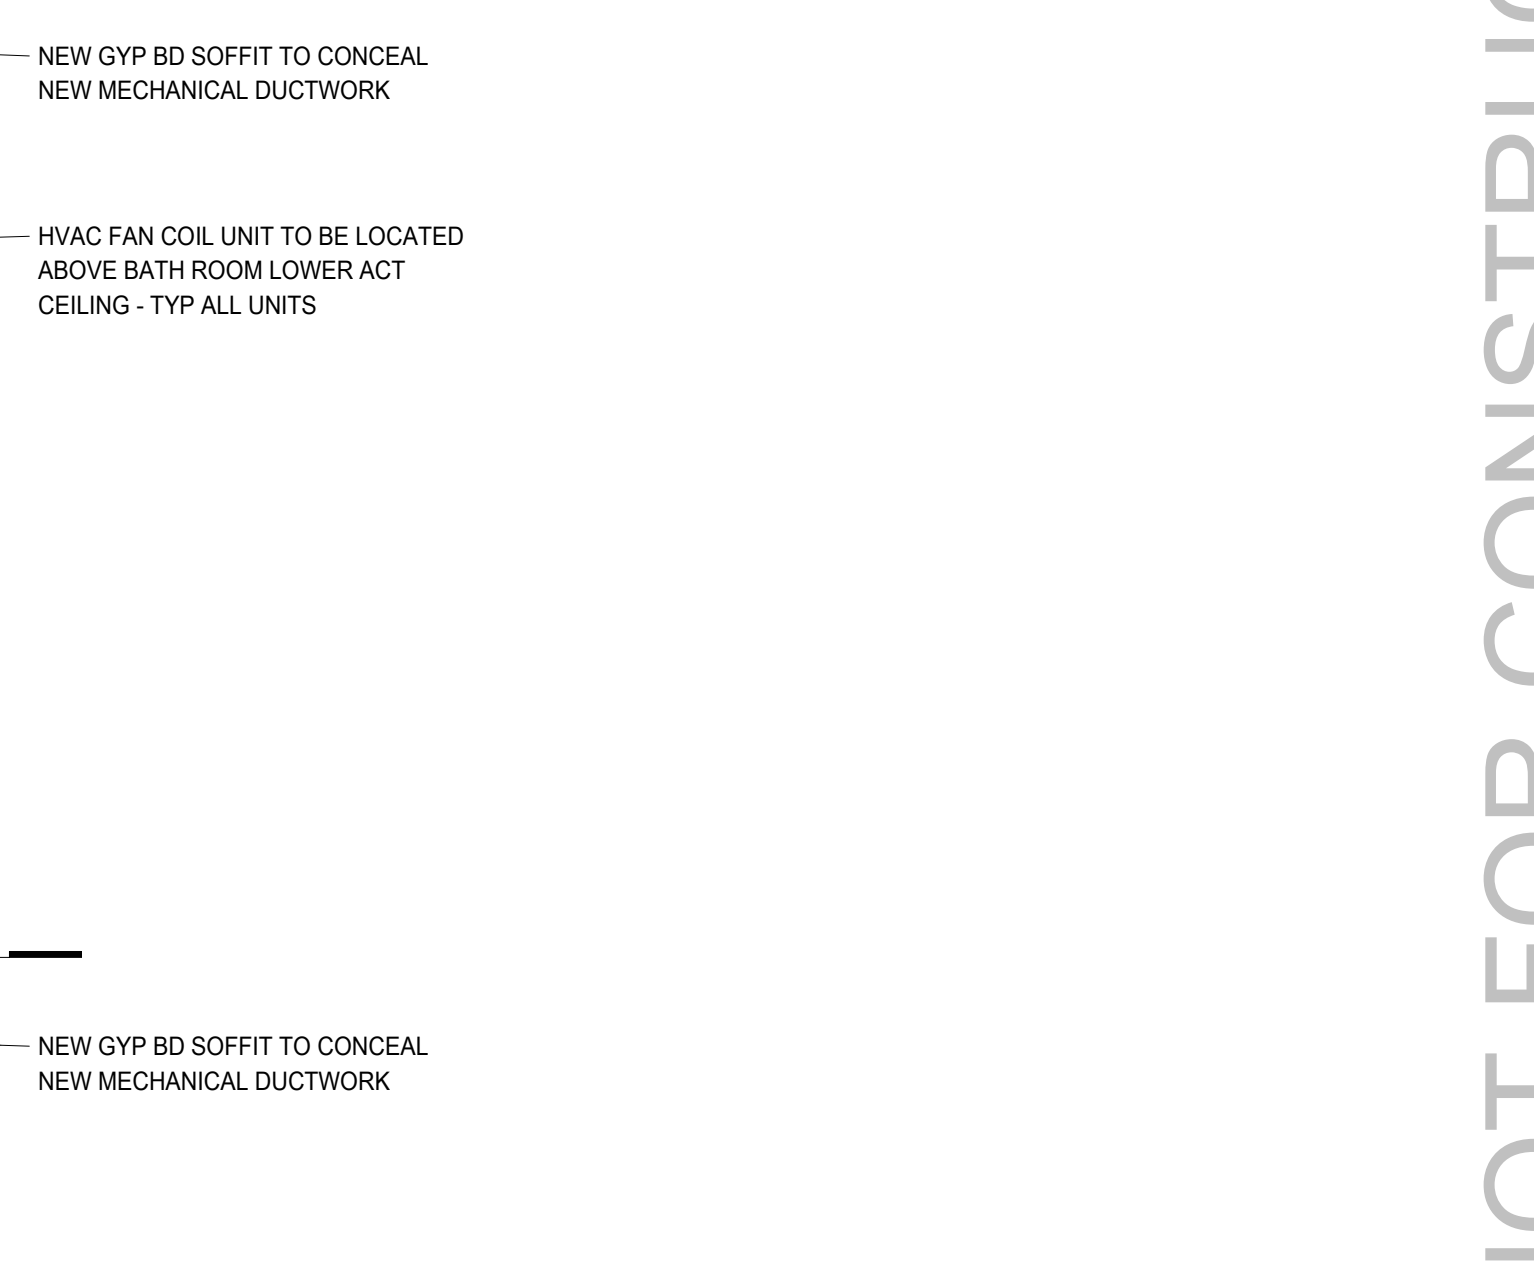 NEW GYP BD SOFFIT TO CONCEAL
NEW MECHANICAL DUCTWORK
HVAC FAN COIL UNIT TO BE LOCATED
ABOVE BATH ROOM LOWER ACT
CEILING - TYP ALL UNITS
NEW GYP BD SOFFIT TO CONCEAL
NEW MECHANICAL DUCTWORK
FOR